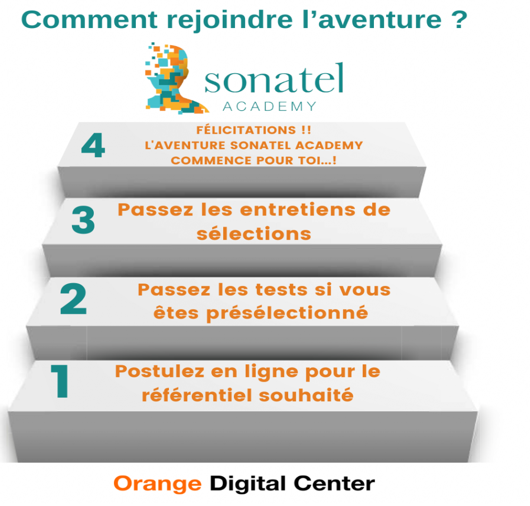 Comment rejoindre l’aventure ?
sonatel
ACADEMY
4
FÉLICITATIONS !!
L'AVENTURE SONATEL ACADEMY
COMMENCE POUR TOI...!
3
Passez les entretiens de
sélections
2
Passez les tests si vous
êtes présélectionné
1
Postulez en ligne pour le
référentiel souhaité
Orange Digital Center